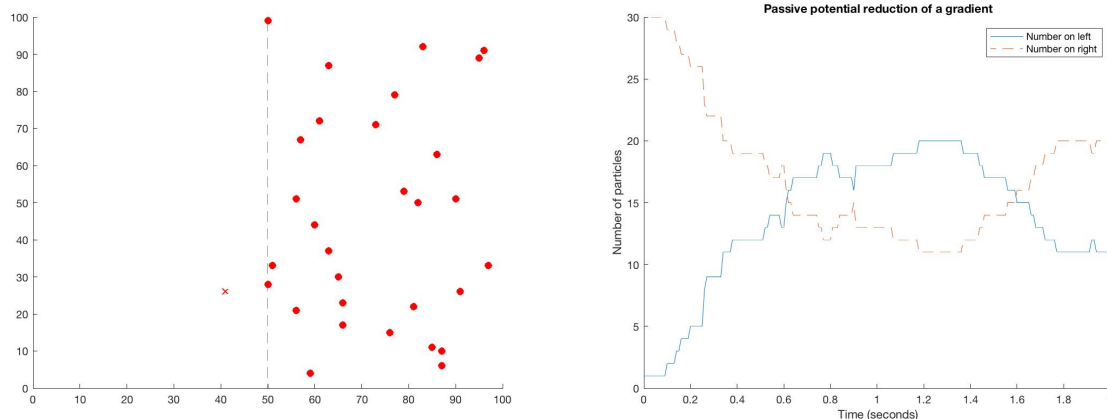 100
90
80
70
60
50
40
30
20
10
0
0 10 20 30 40 50 60 70 80 90 100
Passive potential reduction of a gradient
Number on left
Number on right
30
25
20
15
10
5
0
Number of particles
0 0.2 0.4 0.6 0.8 1 1.2 1.4 1.6 1.8
Time (seconds)